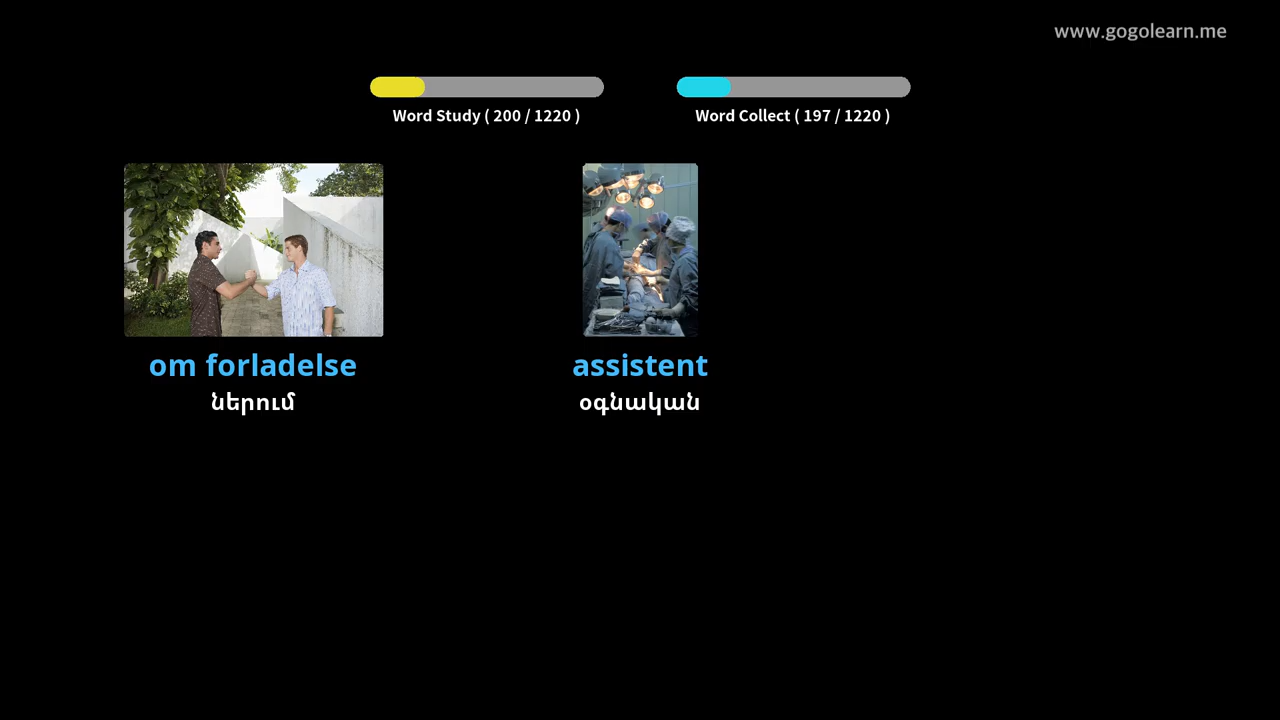 www.gogolearn.me
Word Study ( 200 / 1220 )
Word Collect ( 197 / 1220 )
om forladelse
ներում
assistent
օգնական